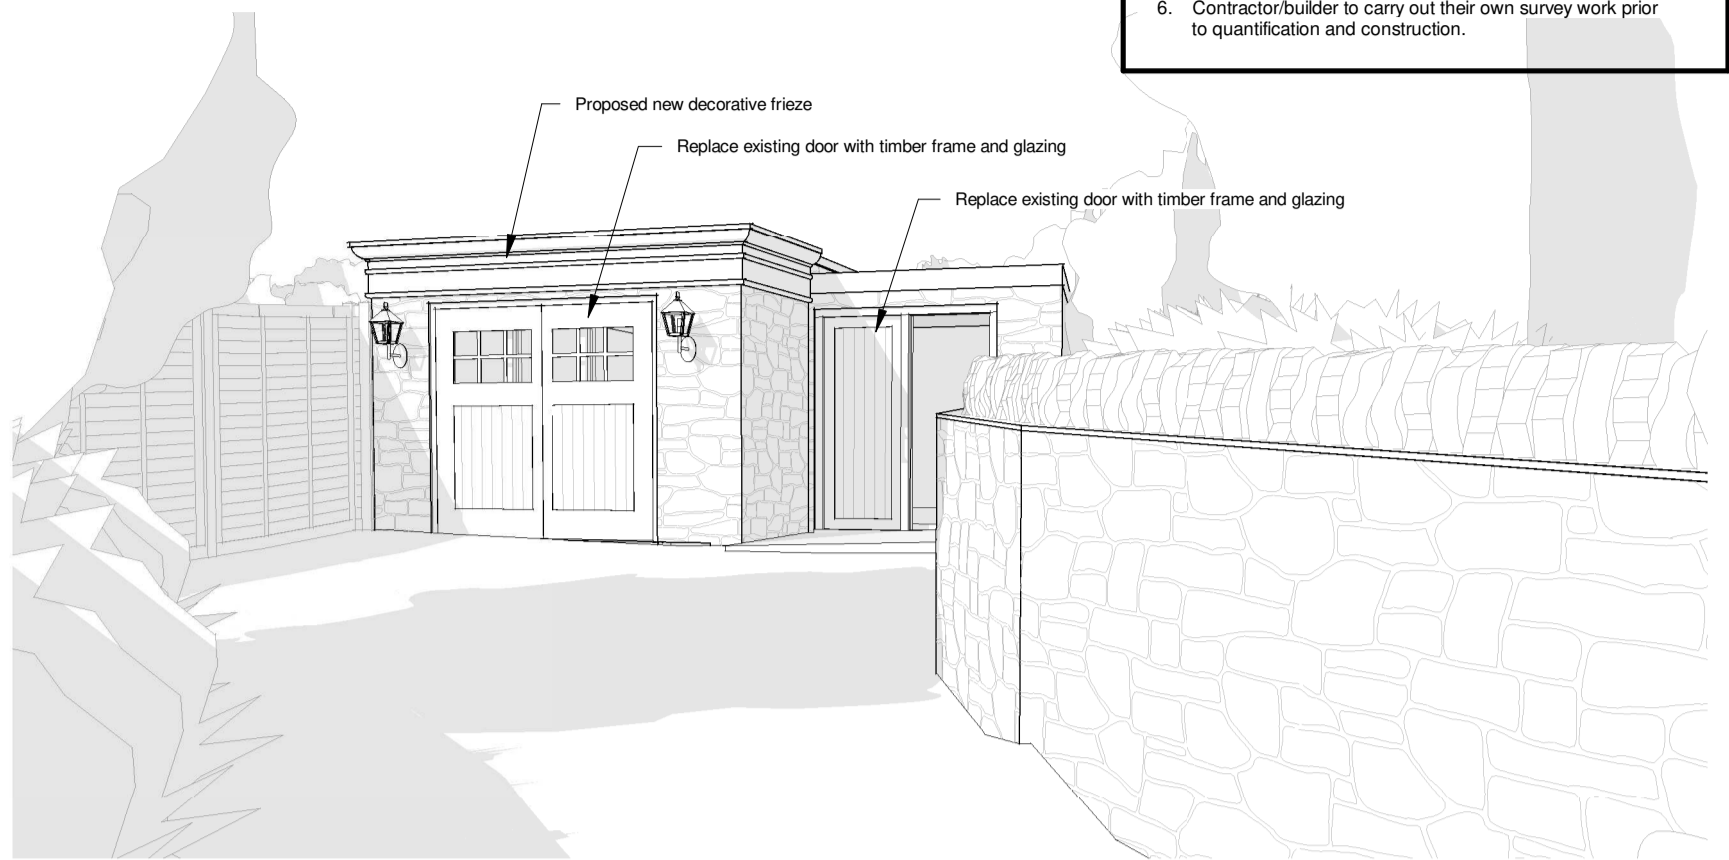 6. Contractor/builder to carry out their own survey work prior
to quantification and construction.
Proposed new decorative frieze
Replace existing door with timber frame and glazing
Replace existing door with timber frame and glazing